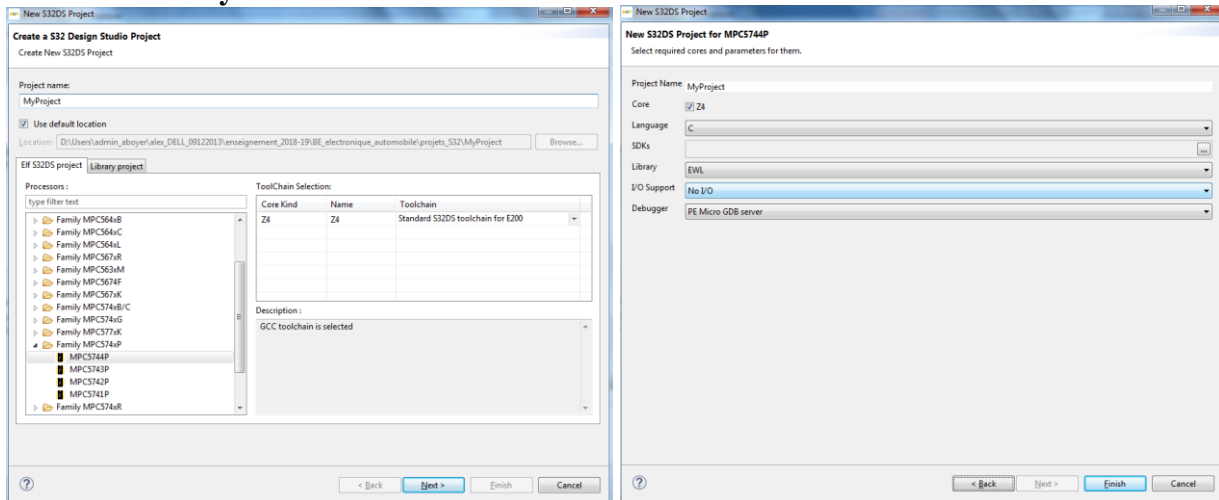 New S32DS Project
Create a S32 Design Studio Project
Create New S32DS Project
Project name:
MyProject
Use default location
Location: D:\Users\admin_aboyer\alex_DELL_09122013\enseignement_2018-19\BE_electronique_automobile\projets_S32\MyProject Browse...
Elf S32DS project Library project
Processors :
type filter text
Family MPC564xB
Family MPC564xC
Family MPC564xL
Family MPC567xR
Family MPC563xM
Family MPC5674F
Family MPC567xK
Family MPC574xB/C
Family MPC574xG
Family MPC577xK
Family MPC574xP
MPC5744P
MPC5743P
MPC5742P
MPC5741P
Family MPC574xR
ToolChain Selection:
Core Kind Name Toolchain
Z4 Z4 Standard S32DS toolchain for E200
Description :
GCC toolchain is selected
< Back Next > Finish Cancel
New S32DS Project
New S32DS Project for MPC5744P
Select required cores and parameters for them.
Project Name MyProject
Core Z4
Language C
SDKs ...
Library EWL
I/O Support No I/O
Debugger PE Micro GDB server
< Back Next > Finish Cancel